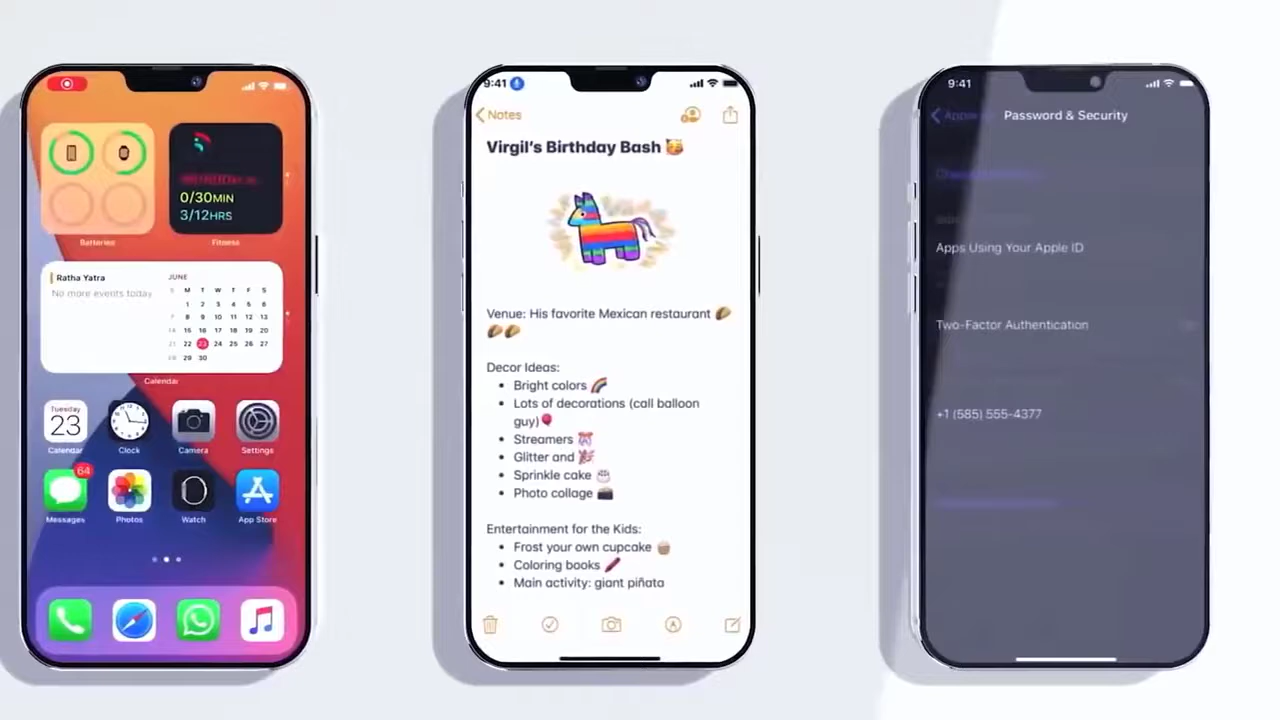 Batteries
0/30MIN
3/12HRS
Fitness
Ratha Yatra
No more events today
JUNE
S M T W T F S
1 2 3 4 5 6
7 8 9 10 11 12 13
14 15 16 17 18 19 20
21 22 23 24 25 26 27
28 29 30
Calendar
Tuesday
23
Calendar
Clock
Camera
Settings
64
Messages
Photos
Watch
App Store
9:41
Notes
Virgil’s Birthday Bash 🥳
Venue: His favorite Mexican restaurant 🌮
🌮🌮
Decor Ideas:
• Bright colors 🌈
• Lots of decorations (call balloon
guy)🎈
• Streamers 🎊
• Glitter and 🎉
• Sprinkle cake 🎂
• Photo collage 📷
Entertainment for the Kids:
• Frost your own cupcake 🧁
• Coloring books 🖍️
• Main activity: giant piñata
9:41
Password & Security
Apps Using Your Apple ID
Two-Factor Authentication
+1 (585) 555-4377